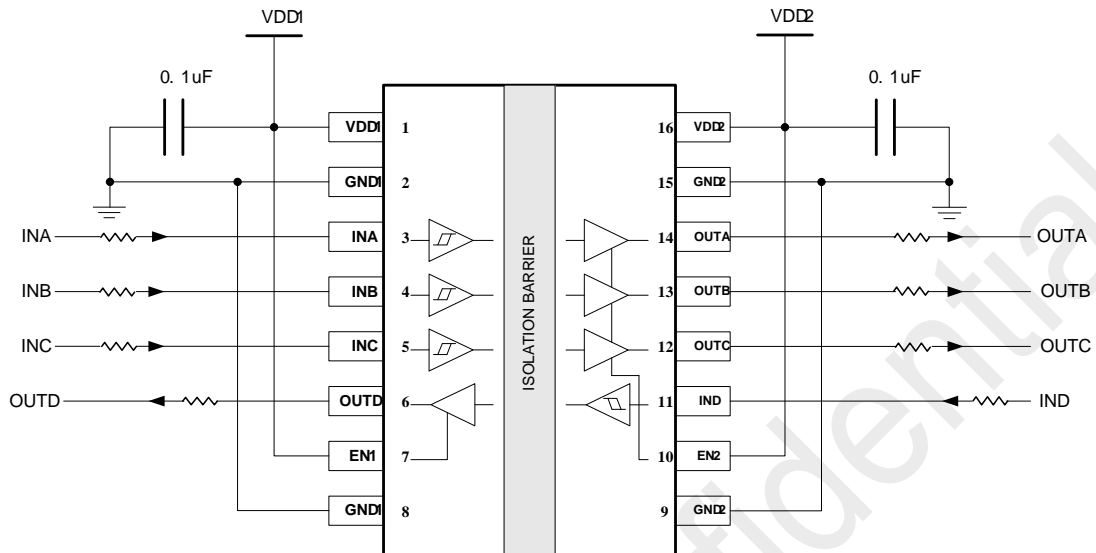 VDD1 VDD2
0. 1uF 0. 1uF
VDD1 1 16 VDD2
GND1 2 15 GND2
INA INA 3 14 OUTA OUTA
INB INB 4 13 OUTB OUTB
INC INC 5 12 OUTC OUTC
OUTD OUTD 6 11 IND IND
EN1 7 10 EN2
GND1 8 9 GND2
ISOLATION BARRIER